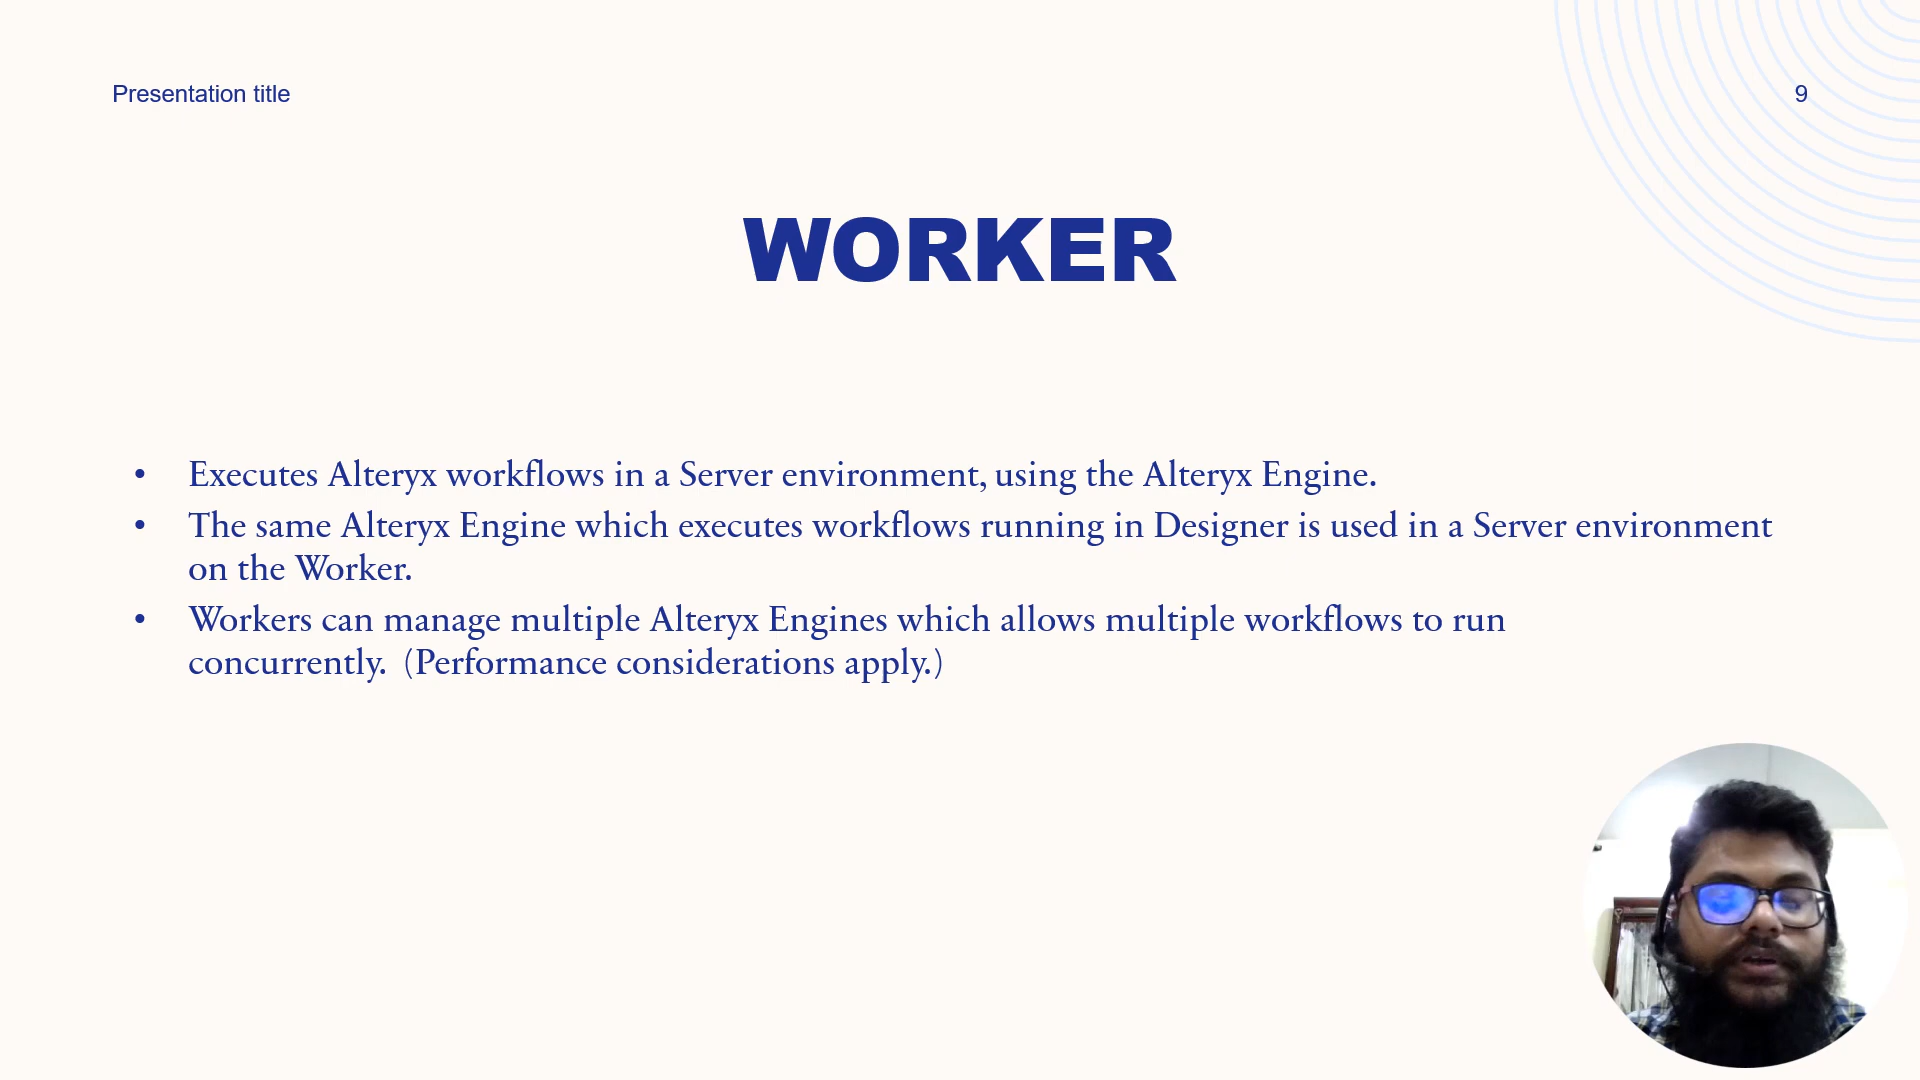 Presentation title
9
WORKER
• Executes Alteryx workflows in a Server environment, using the Alteryx Engine.
• The same Alteryx Engine which executes workflows running in Designer is used in a Server environment
on the Worker.
• Workers can manage multiple Alteryx Engines which allows multiple workflows to run
concurrently.  (Performance considerations apply.)